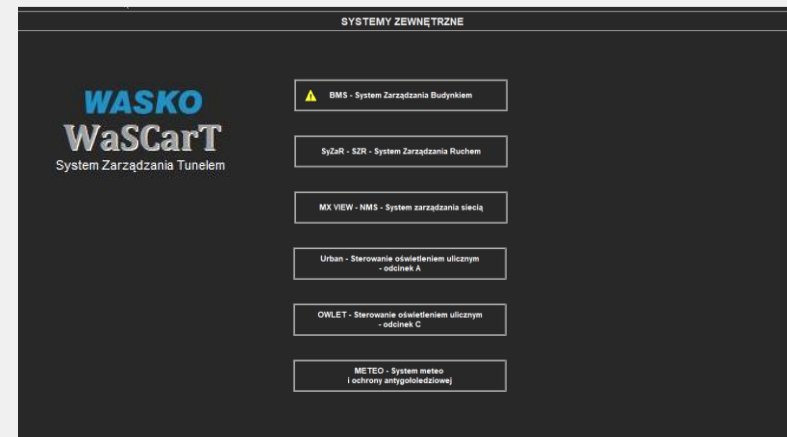 SYSTEMY ZEWNĘTRZNE
WASKO
WaSCarT
System Zarządzania Tunelem
BMS - System Zarządzania Budynkiem
SyZaR - SZR - System Zarządzania Ruchem
MX VIEW - NMS - System zarządzania siecią
Urban - Sterowanie oświetleniem ulicznym
- odcinek A
OWLET - Sterowanie oświetleniem ulicznym
- odcinek C
METEO - System meteo
i ochrony antygołoledziowej